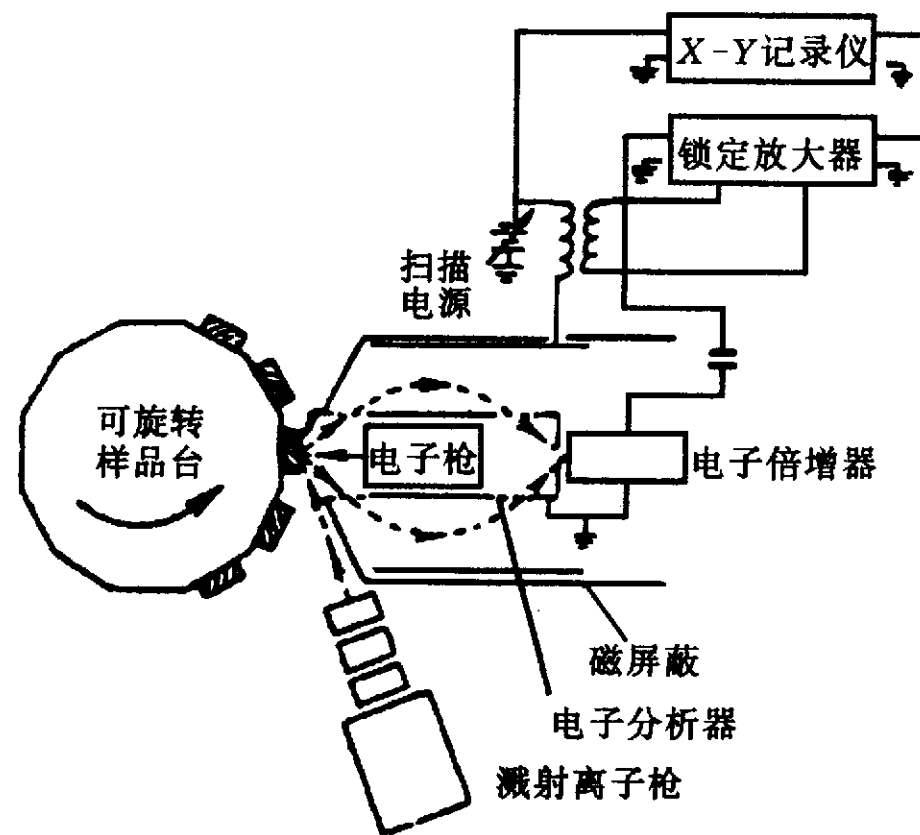 X-Y记录仪
锁定放大器
扫描
电源
可旋转
样品台
电子枪
电子倍增器
磁屏蔽
电子分析器
溅射离子枪